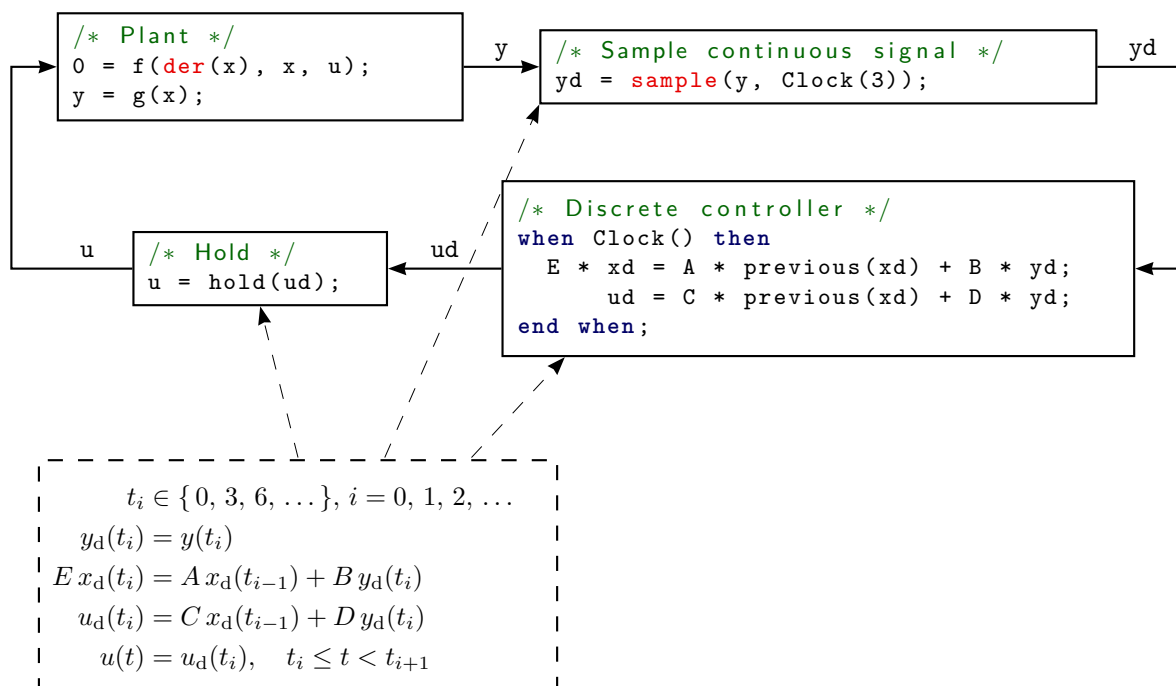 /* Plant */
0 = f(der(x), x, u);
y = g(x);
y
/* Sample continuous signal */
yd = sample(y, Clock(3));
yd
/* Discrete controller */
when Clock() then
E * xd = A * previous(xd) + B * yd;
ud = C * previous(xd) + D * yd;
end when;
ud
/* Hold */
u = hold(ud);
u
t_i ∈ { 0, 3, 6, … }, i = 0, 1, 2, …
y_d(t_i) = y(t_i)
E x_d(t_i) = A x_d(t_{i−1}) + B y_d(t_i)
u_d(t_i) = C x_d(t_{i−1}) + D y_d(t_i)
u(t) = u_d(t_i), t_i ≤ t < t_{i+1}